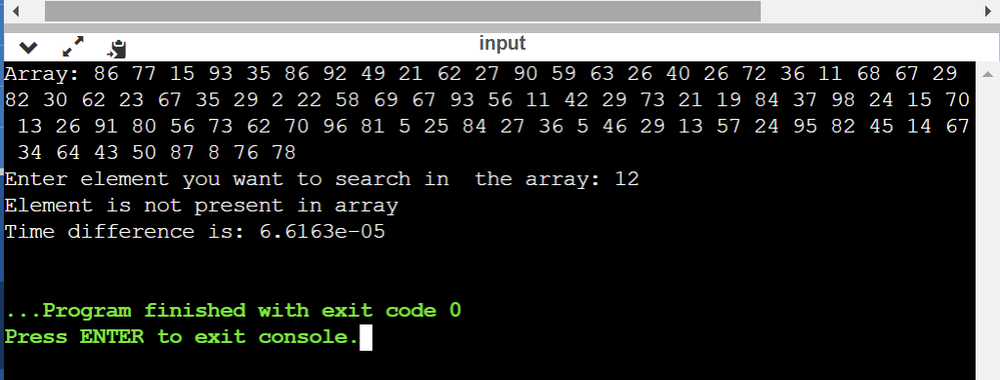 input
Array: 86 77 15 93 35 86 92 49 21 62 27 90 59 63 26 40 26 72 36 11 68 67 29
82 30 62 23 67 35 29 2 22 58 69 67 93 56 11 42 29 73 21 19 84 37 98 24 15 70
13 26 91 80 56 73 62 70 96 81 5 25 84 27 36 5 46 29 13 57 24 95 82 45 14 67
34 64 43 50 87 8 76 78
Enter element you want to search in  the array: 12
Element is not present in array
Time difference is: 6.6163e-05
...Program finished with exit code 0
Press ENTER to exit console.